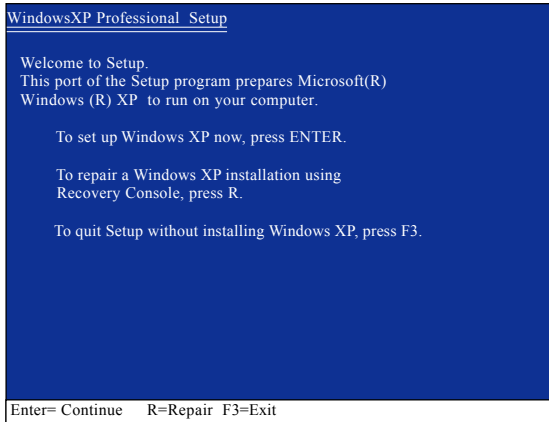 WindowsXP Professional Setup
Welcome to Setup.
This port of the Setup program prepares Microsoft(R)
Windows (R) XP to run on your computer.
To set up Windows XP now, press ENTER.
To repair a Windows XP installation using
Recovery Console, press R.
To quit Setup without installing Windows XP, press F3.
Enter= Continue R=Repair F3=Exit